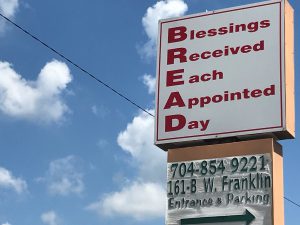 Blessings
Received
Each
Appointed
Day
704-854 9221
161-B W. Franklin
Entrance & Parking